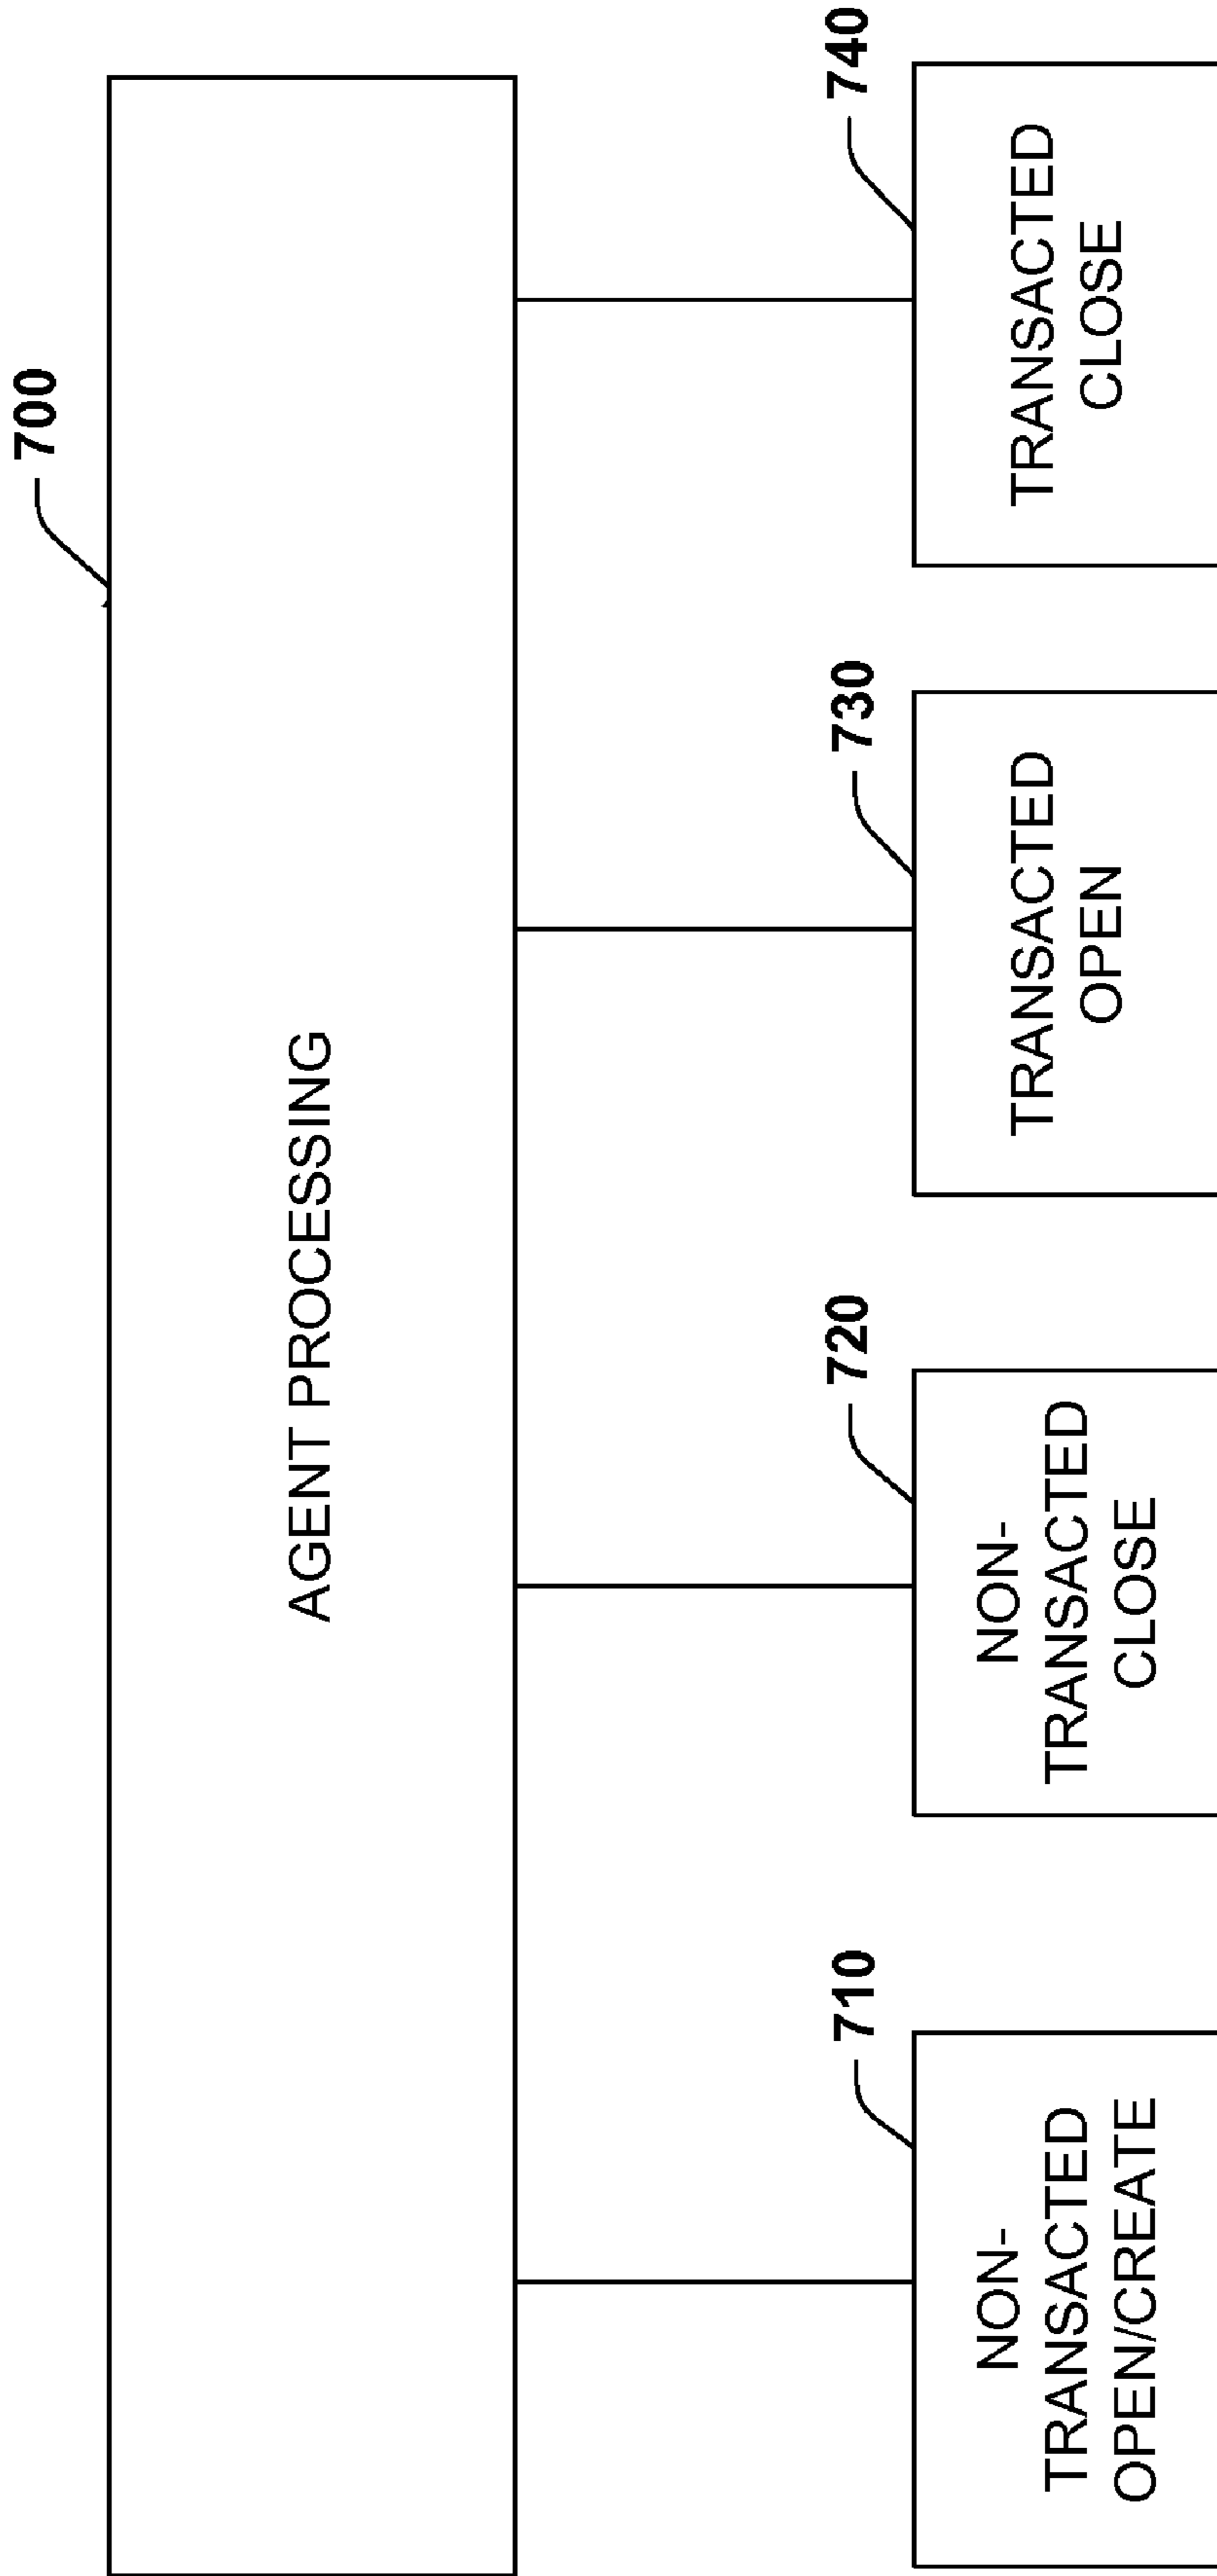 700
AGENT PROCESSING
710
NON-
TRANSACTED
OPEN/CREATE
720
NON-
TRANSACTED
CLOSE
730
TRANSACTED
OPEN
740
TRANSACTED
CLOSE